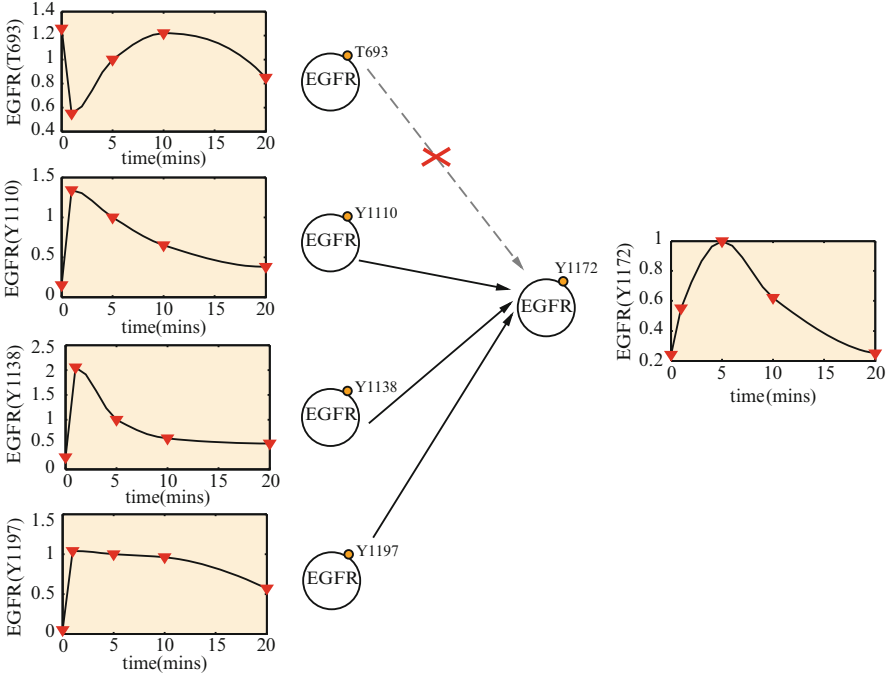 EGFR(T693)
1.4
1.2
1
0.8
0.6
0.4
0 5 10 15 20
time(mins)
T693
EGFR
EGFR(Y1110)
1.5
1
0.5
0
0 5 10 15 20
time(mins)
Y1110
EGFR
EGFR(Y1138)
2.5
2
1.5
1
0.5
0
0 5 10 15 20
time(mins)
Y1138
EGFR
EGFR(Y1197)
1.5
1
0.5
0
0 5 10 15 20
time(mins)
Y1197
EGFR
Y1172
EGFR
EGFR(Y1172)
1
0.8
0.6
0.4
0.2
0 5 10 15 20
time(mins)